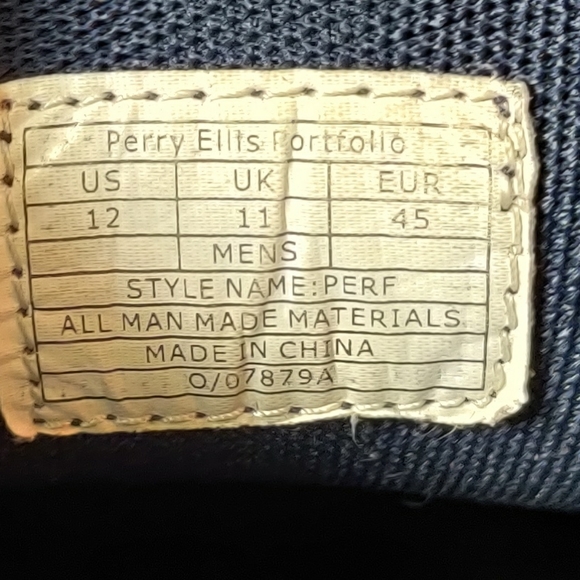 Perry Ellis Portfolio
US UK EUR
12 11 45
MENS
STYLE NAME:PERF
ALL MAN MADE MATERIALS
MADE IN CHINA
O/07879A